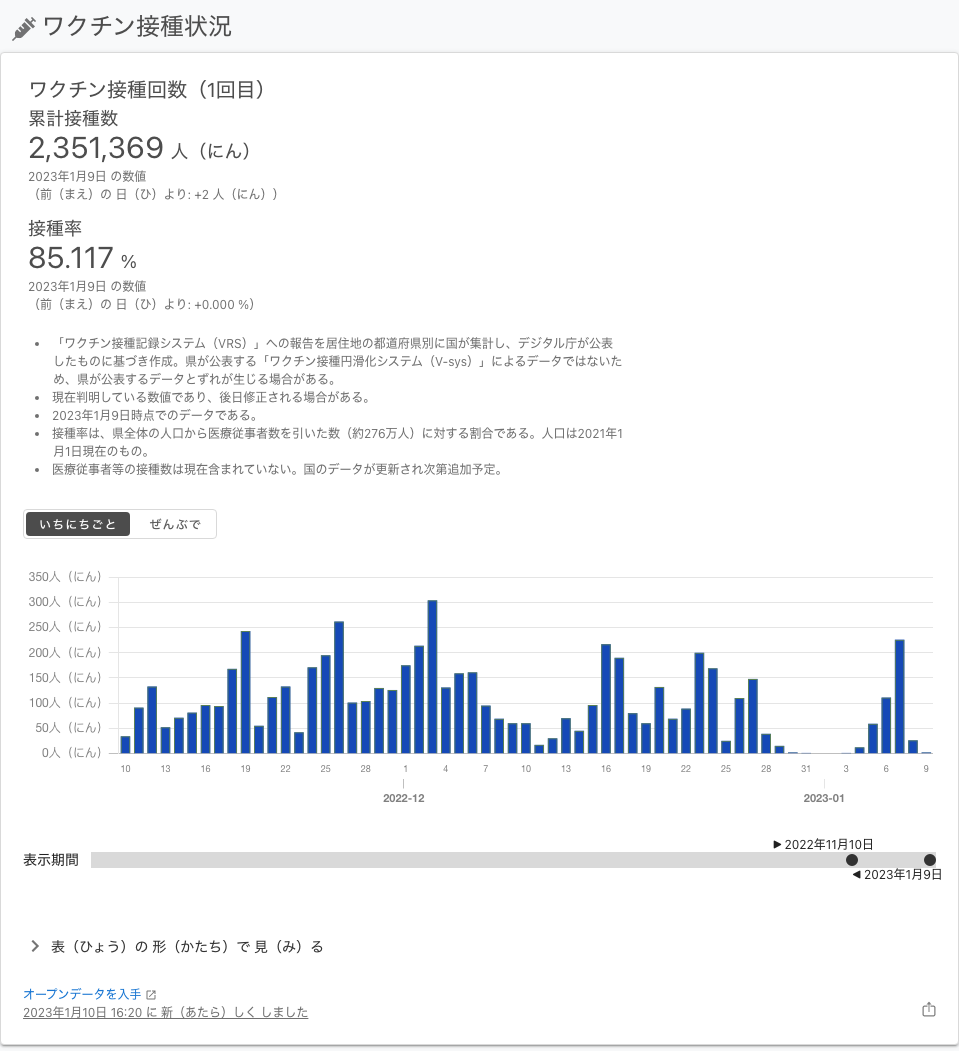 ワクチン接種状況
ワクチン接種回数（1回目）
累計接種数
2,351,369 人（にん）
2023年1月9日 の数値
（前（まえ）の 日（ひ）より: +2 人（にん））
接種率
85.117 %
2023年1月9日 の数値
（前（まえ）の 日（ひ）より: +0.000 %）
• 「ワクチン接種記録システム（VRS）」への報告を居住地の都道府県別に国が集計し、デジタル庁が公表
したものに基づき作成。県が公表する「ワクチン接種円滑化システム（V-sys）」によるデータではないた
め、県が公表するデータとずれが生じる場合がある。
• 現在判明している数値であり、後日修正される場合がある。
• 2023年1月9日時点でのデータである。
• 接種率は、県全体の人口から医療従事者数を引いた数（約276万人）に対する割合である。人口は2021年1
月1日現在のもの。
• 医療従事者等の接種数は現在含まれていない。国のデータが更新され次第追加予定。
いちにちごと ぜんぶで
350人（にん）
300人（にん）
250人（にん）
200人（にん）
150人（にん）
100人（にん）
50人（にん）
0人（にん）
10 13 16 19 22 25 28 1 4 7 10 13 16 19 22 25 28 31 3 6 9
2022-12 2023-01
▶ 2022年11月10日
表示期間
◀ 2023年1月9日
表（ひょう）の 形（かたち）で 見（み）る
オープンデータを入手
2023年1月10日 16:20 に 新（あたら）しく しました